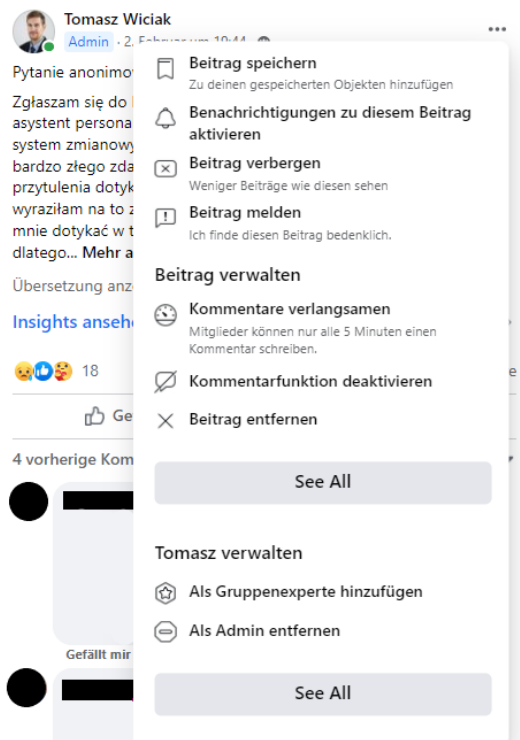 Tomasz Wiciak
Admin · 2. Februar um 19:44
Pytanie anonimo
Zgłaszam się do
asystent persona
system zmianowy
bardzo złego zda
przytulenia dotyk
wyraziłam na to z
mnie dotykać w t
dlatego... Mehr a
Übersetzung anz
Insights anseh
18
Ge
4 vorherige Kom
Gefällt mir
Beitrag speichern
Zu deinen gespeicherten Objekten hinzufügen
Benachrichtigungen zu diesem Beitrag
aktivieren
Beitrag verbergen
Weniger Beiträge wie diesen sehen
Beitrag melden
Ich finde diesen Beitrag bedenklich.
Beitrag verwalten
Kommentare verlangsamen
Mitglieder können nur alle 5 Minuten einen
Kommentar schreiben.
Kommentarfunktion deaktivieren
Beitrag entfernen
See All
Tomasz verwalten
Als Gruppenexperte hinzufügen
Als Admin entfernen
See All